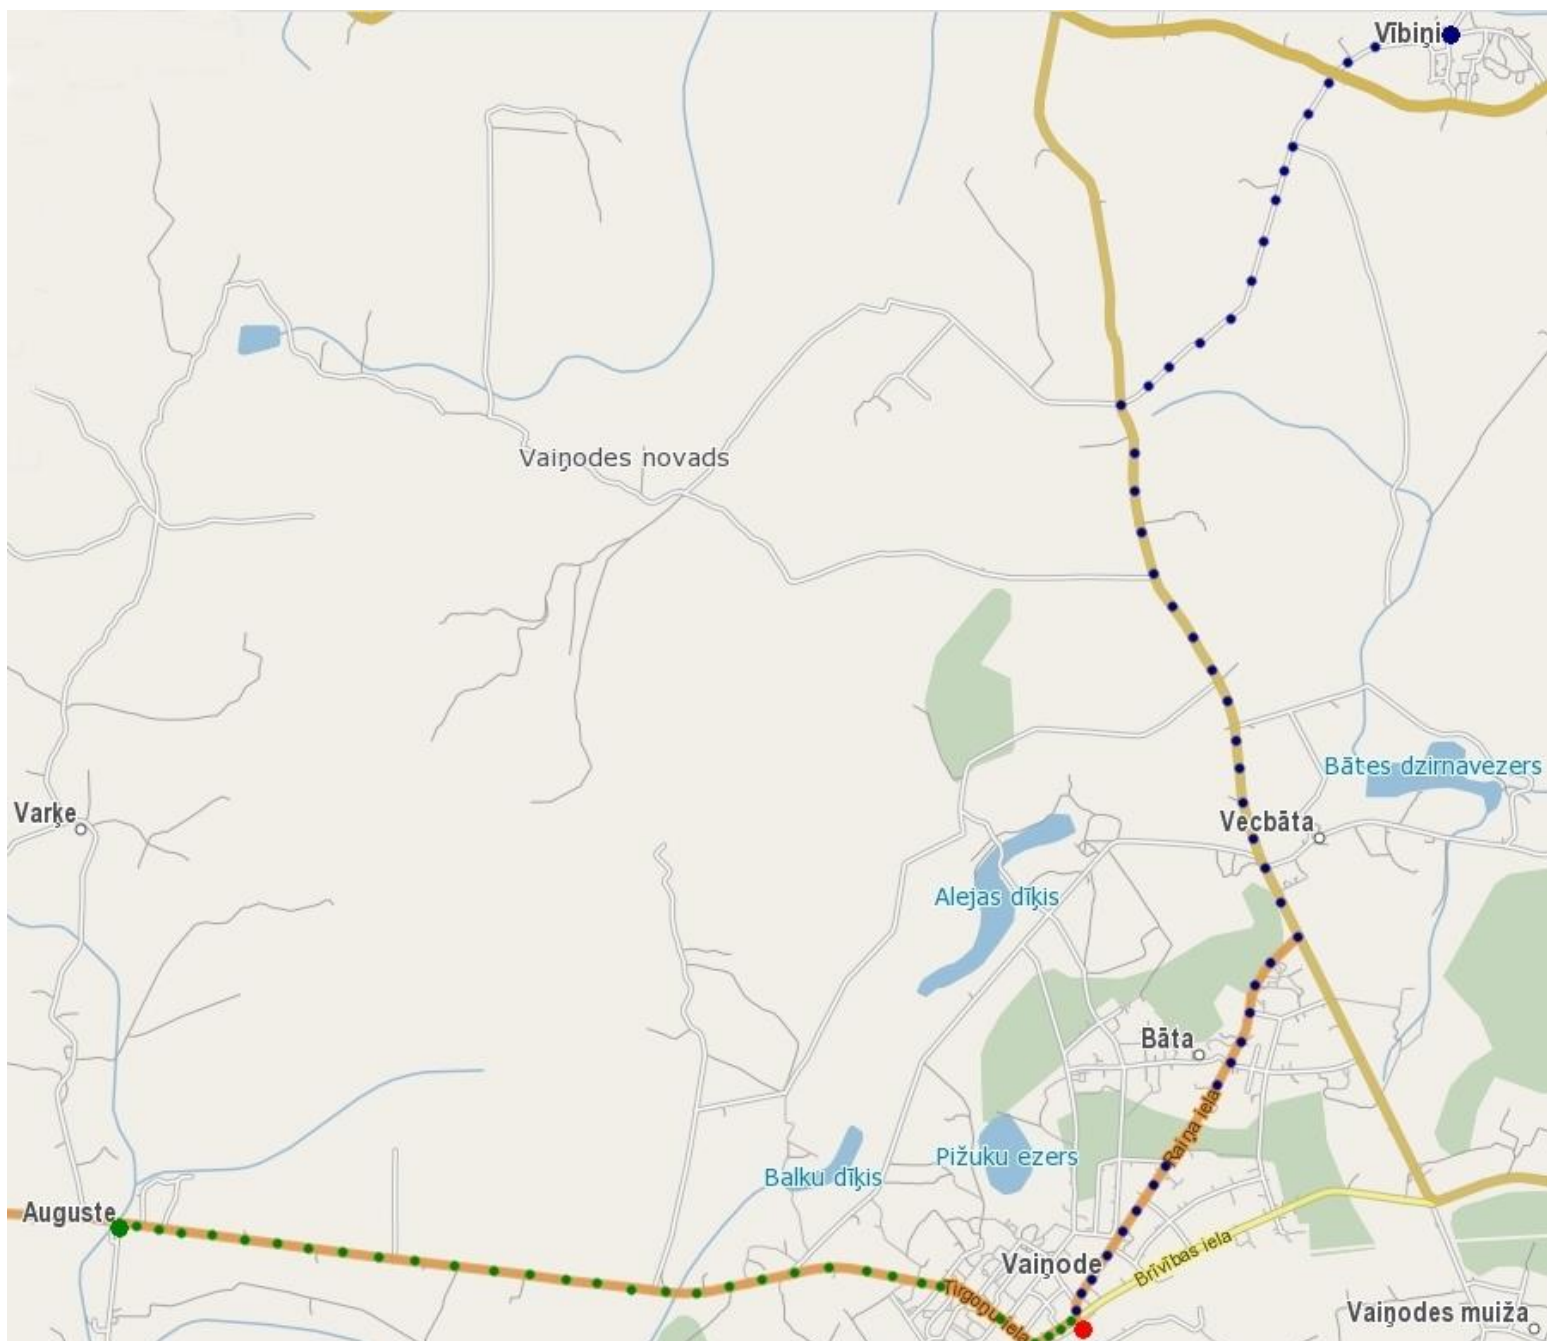 Vībiņi
Vaiņodes novads
Bātes dzirnavezers
Varķe
Vecbāta
Alejas dīķis
Bāta
Raiņa iela
Pižuku ezers
Balku dīķis
Auguste
Brīvības iela
Vaiņode
Tirgoņu iela
Vaiņodes muiža